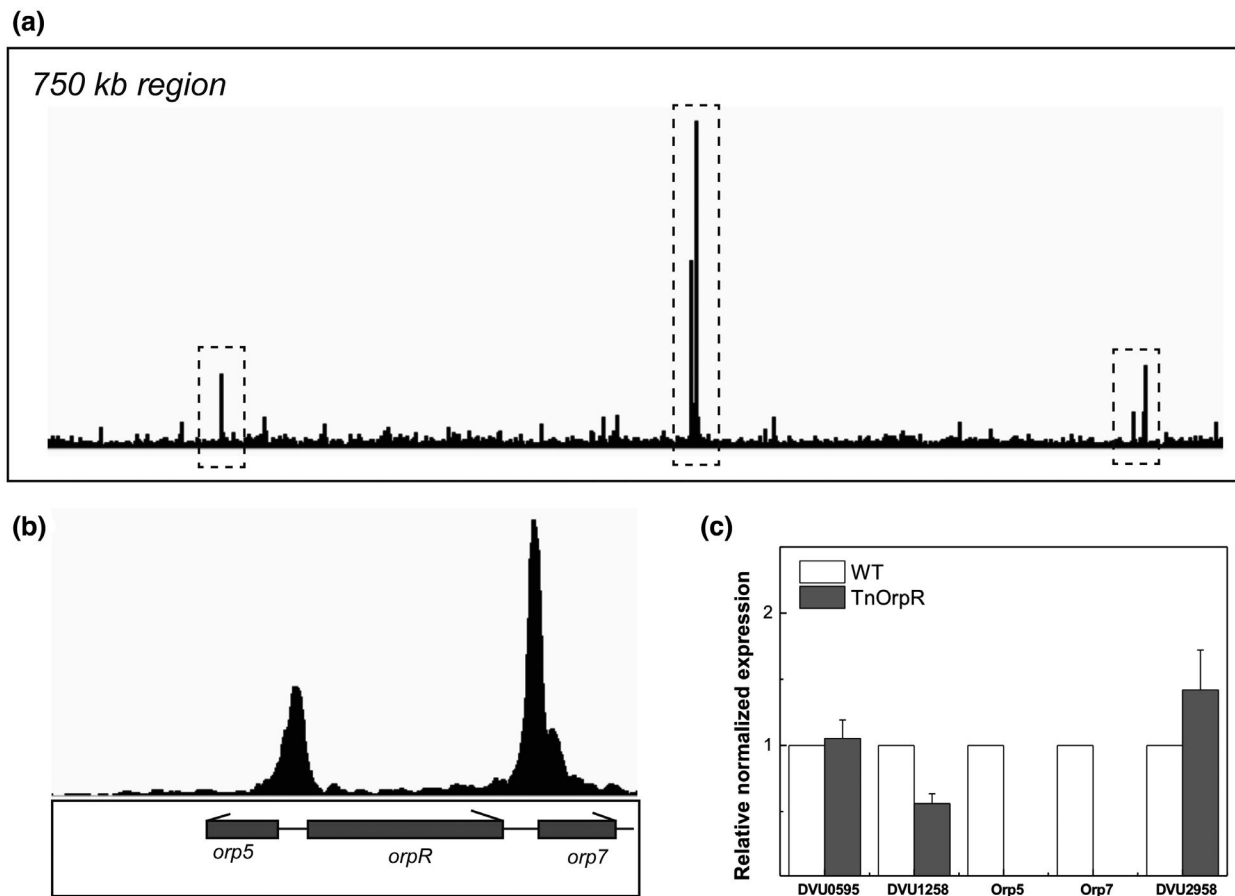 (a)
750 kb region
(b)
orp5
orpR
orp7
(c)
WT
TnOrpR
Relative normalized expression
2
1
DVU0595
DVU1258
Orp5
Orp7
DVU2958